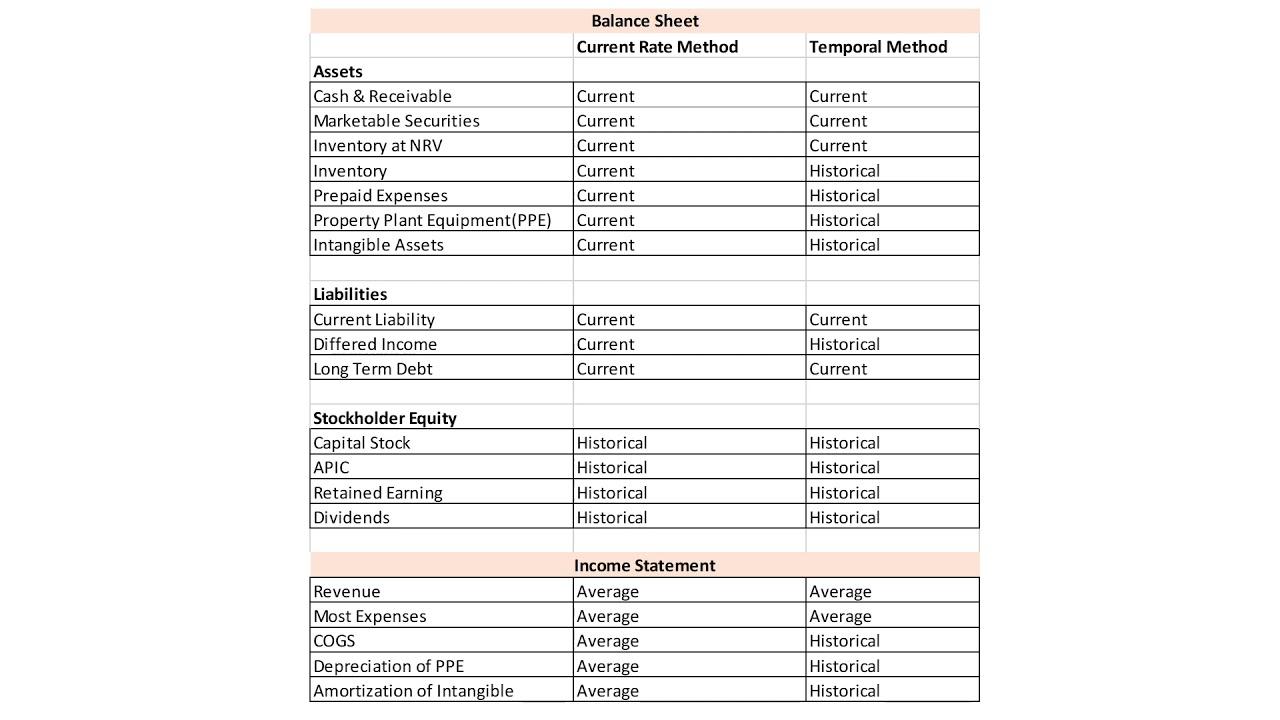 Balance Sheet
Current Rate Method Temporal Method
Assets
Cash & Receivable Current Current
Marketable Securities Current Current
Inventory at NRV Current Current
Inventory Current Historical
Prepaid Expenses Current Historical
Property Plant Equipment(PPE) Current Historical
Intangible Assets Current Historical
Liabilities
Current Liability Current Current
Differed Income Current Historical
Long Term Debt Current Current
Stockholder Equity
Capital Stock Historical Historical
APIC Historical Historical
Retained Earning Historical Historical
Dividends Historical Historical
Income Statement
Revenue Average Average
Most Expenses Average Average
COGS Average Historical
Depreciation of PPE Average Historical
Amortization of Intangible Average Historical